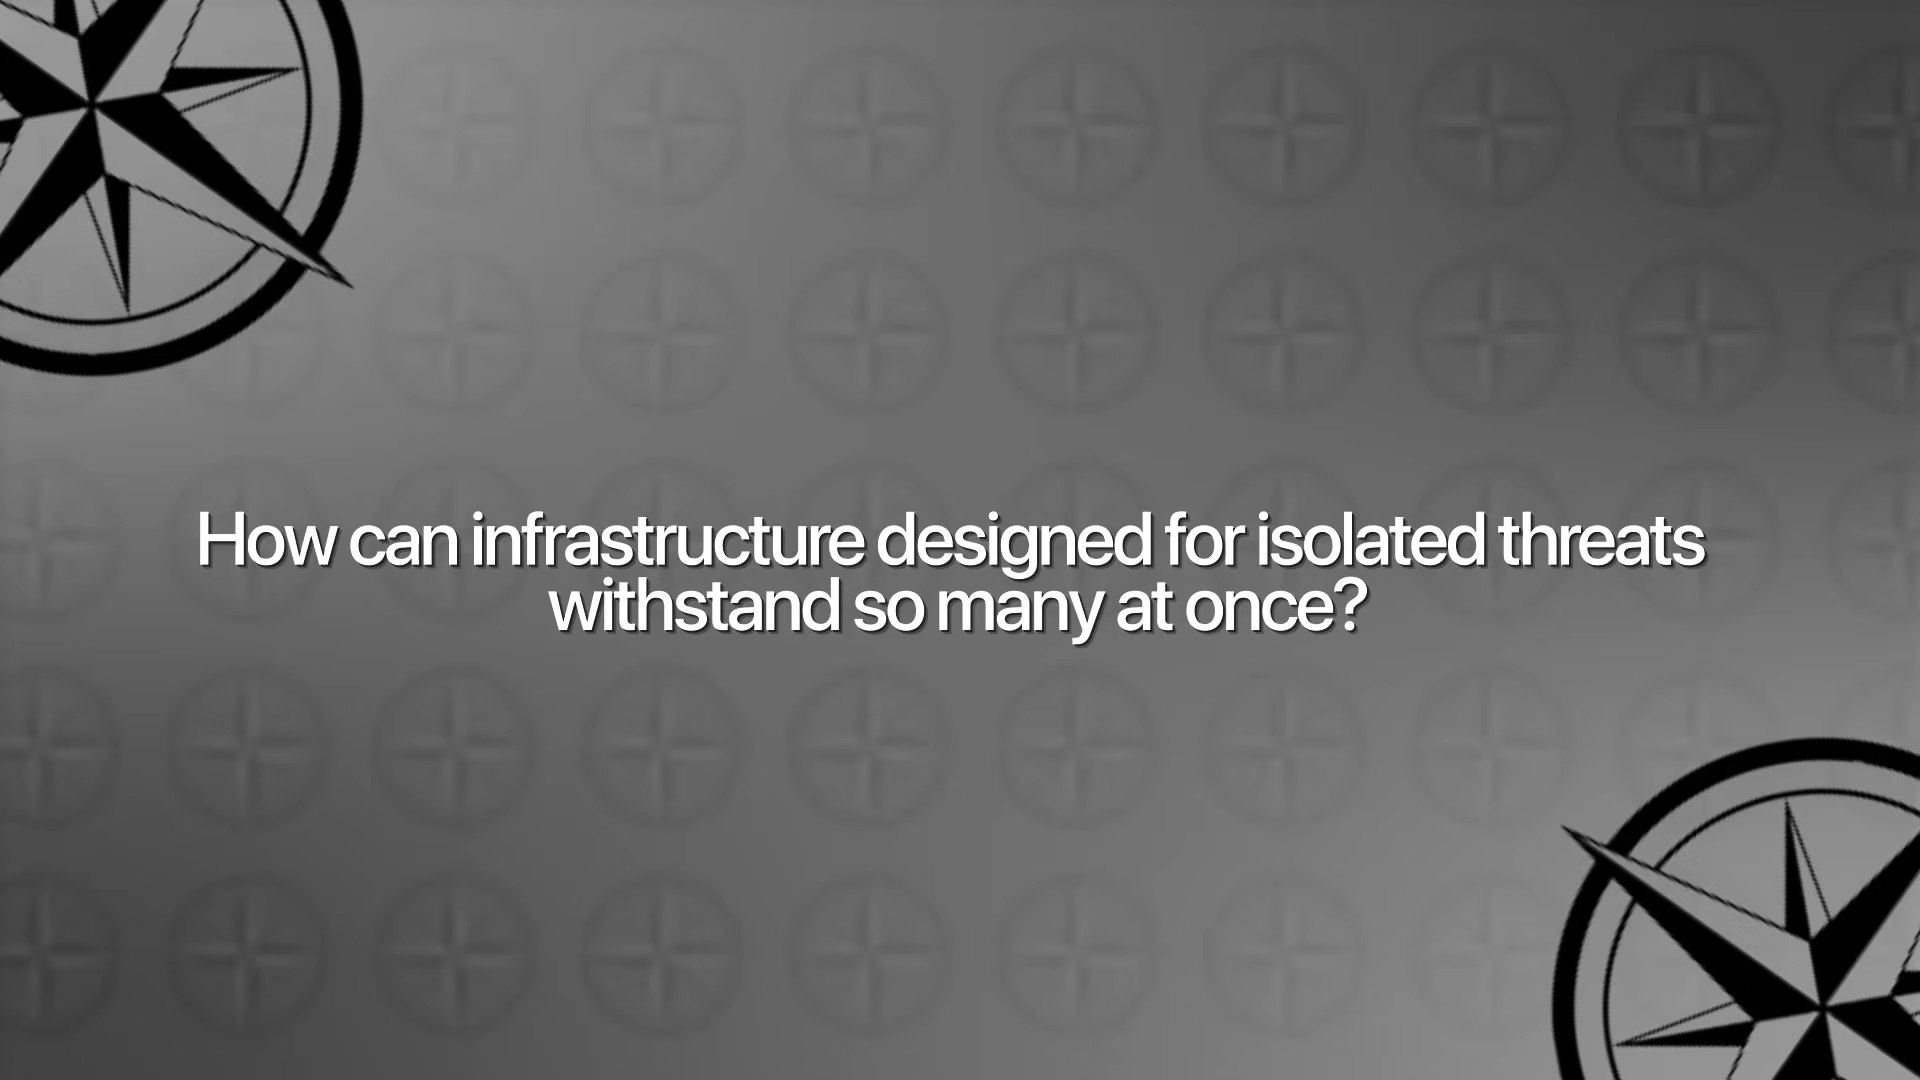 How can infrastructure designed for isolated threats
withstand so many at once?